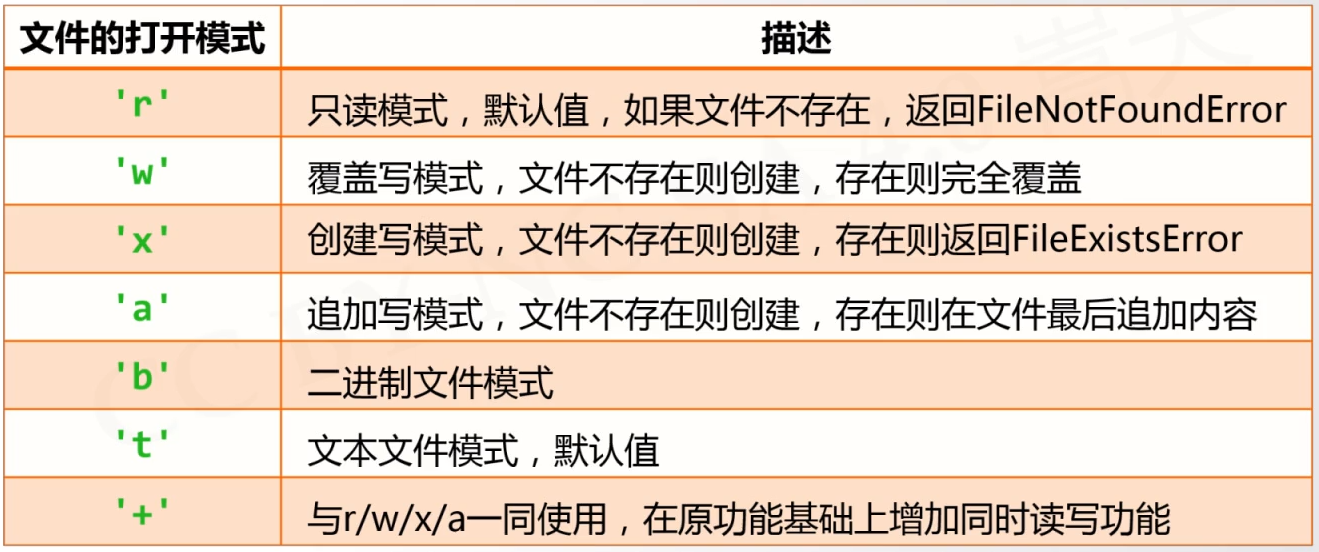 文件的打开模式 描述
'r' 只读模式，默认值，如果文件不存在，返回FileNotFoundError
'w' 覆盖写模式，文件不存在则创建，存在则完全覆盖
'x' 创建写模式，文件不存在则创建，存在则返回FileExistsError
'a' 追加写模式，文件不存在则创建，存在则在文件最后追加内容
'b' 二进制文件模式
't' 文本文件模式，默认值
'+' 与r/w/x/a一同使用，在原功能基础上增加同时读写功能